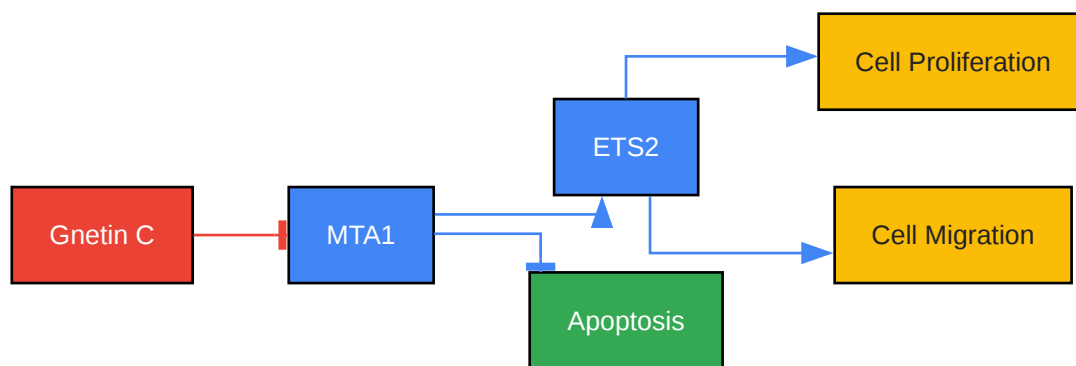 Cell Proliferation
ETS2
Gnetin C
MTA1
Cell Migration
Apoptosis